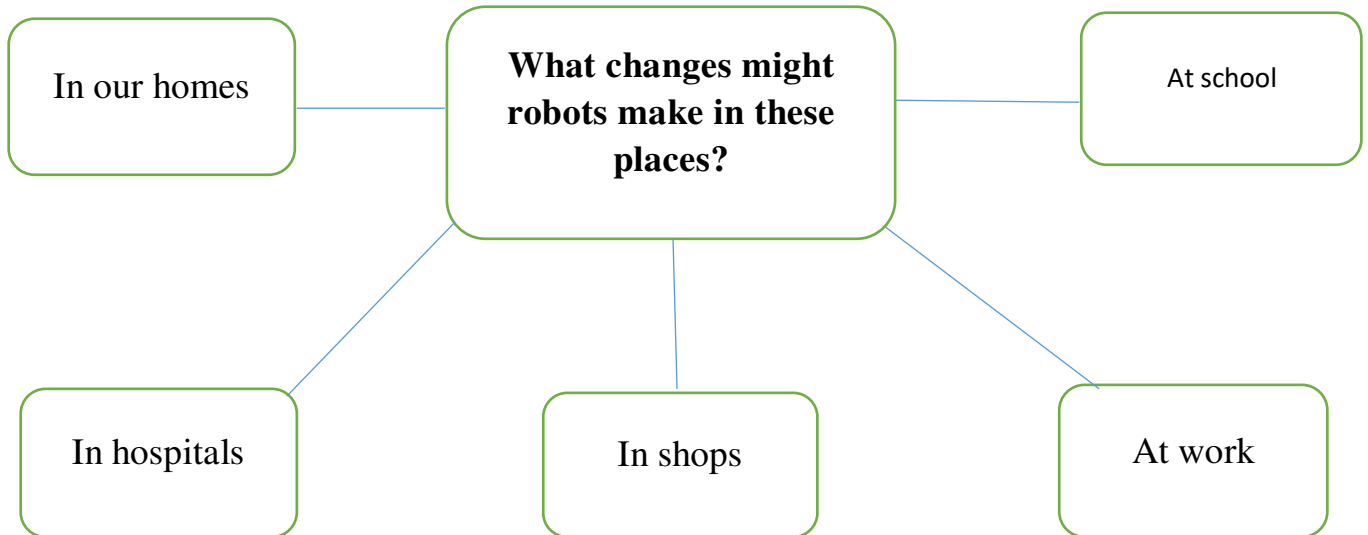 In our homes
What changes might
robots make in these
places?
At school
In hospitals
In shops
At work